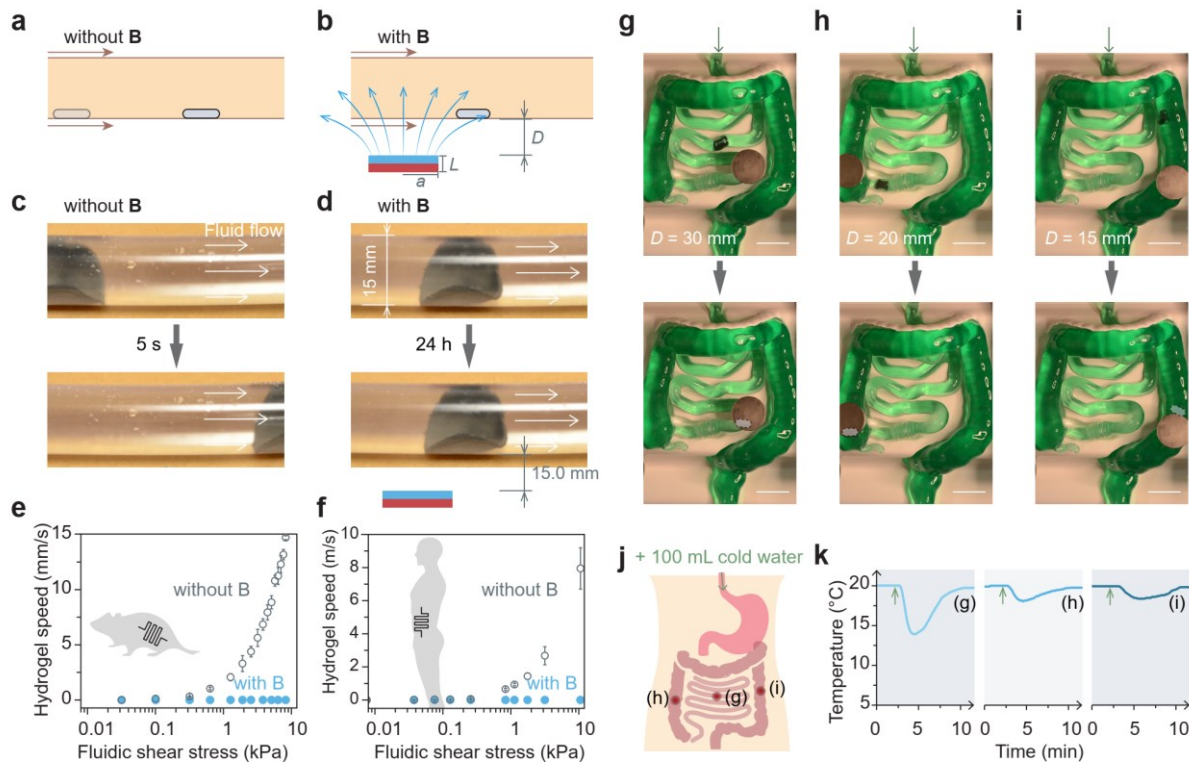 a
without B
b
with B
D
L
a
c
without B
Fluid flow
5 s
d
with B
15 mm
24 h
15.0 mm
e
Hydrogel speed (mm/s)
15
10
5
0
without B
with B
0.01 0.1 1 10
Fluidic shear stress (kPa)
f
Hydrogel speed (m/s)
10
8
6
4
2
0
without B
with B
0.01 0.1 1 10
Fluidic shear stress (kPa)
g
D = 30 mm
h
D = 20 mm
i
D = 15 mm
j
+ 100 mL cold water
(h)
(g)
(i)
k
Temperature (°C)
20
15
10
5
(g)
(h)
(i)
0 5 10 0 5 10 0 5 10
Time (min)